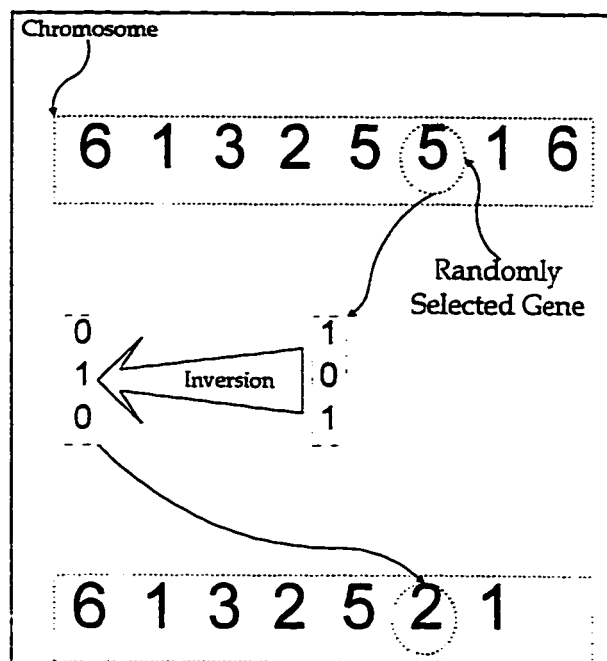 Chromosome
6 1 3 2 5 5 1 6
Randomly
Selected Gene
0
1
0
Inversion
1
0
1
6 1 3 2 5 2 1